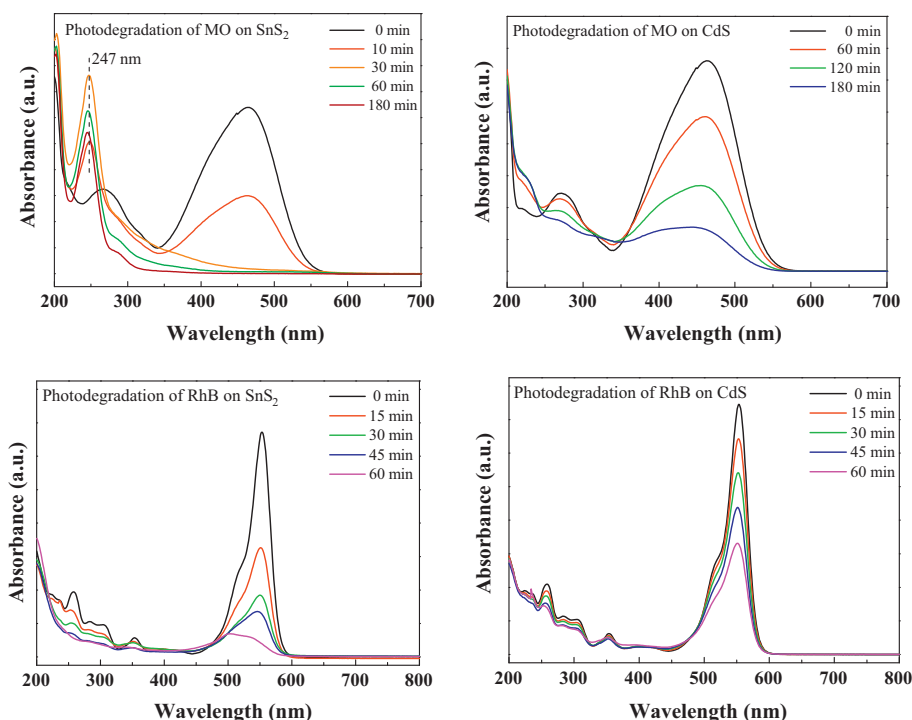 Photodegradation of MO on SnS₂
247 nm
0 min
10 min
30 min
60 min
180 min
Absorbance (a.u.)
200 300 400 500 600 700
Wavelength (nm)
Photodegradation of MO on CdS
0 min
60 min
120 min
180 min
Absorbance (a.u.)
200 300 400 500 600 700
Wavelength (nm)
Photodegradation of RhB on SnS₂
0 min
15 min
30 min
45 min
60 min
Absorbance (a.u.)
200 300 400 500 600 700 800
Wavelength (nm)
Photodegradation of RhB on CdS
0 min
15 min
30 min
45 min
60 min
Absorbance (a.u.)
200 300 400 500 600 700 800
Wavelength (nm)